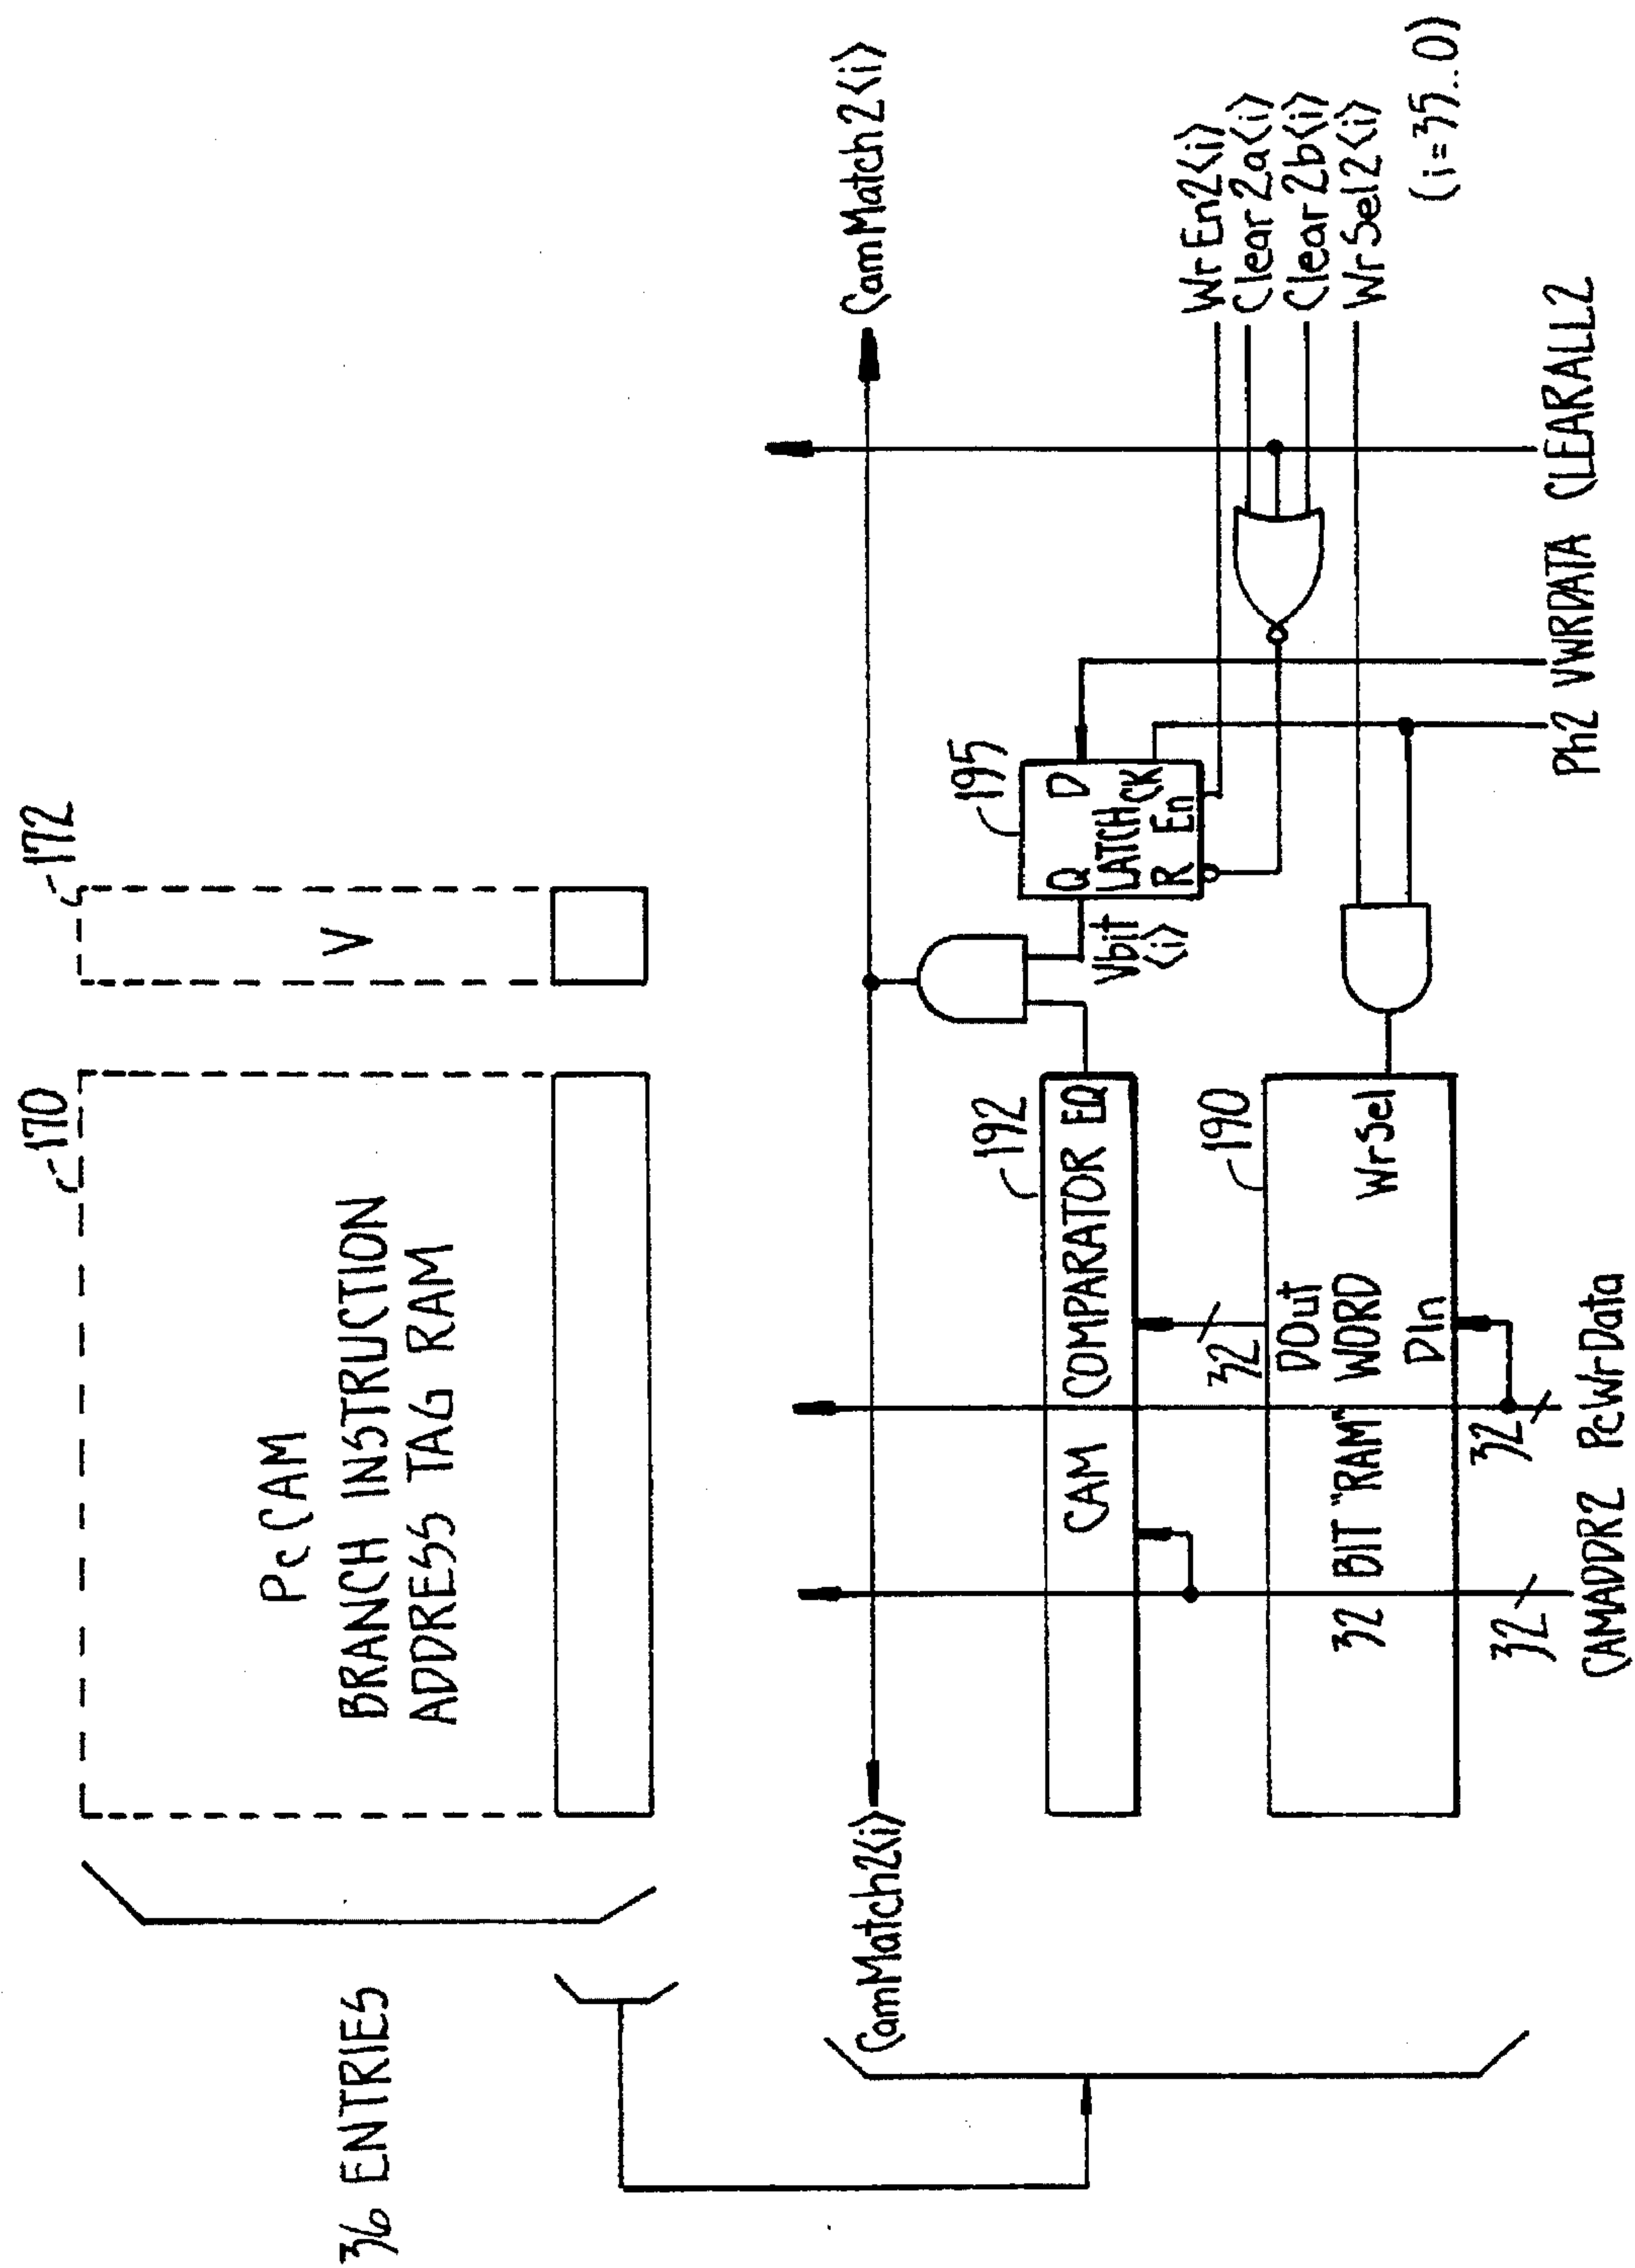 36 ENTRIES
170
172
PcCAM
BRANCH INSTRUCTION
ADDRESS TAG RAM
V
CamMatch2<i>
CamMatch2<i>
192
CAM COMPARATOR EQ
Vbit
<i>
195
Q D
LATCH
CK
R En
WrEn2<i>
Clear2a<i>
Clear2b<i>
WrSel2<i>
(i=35..0)
32
190
DOut
32 BIT "RAM" WORD
WrSel
DIn
32
32
CAMADDR2
PcWrData
Ph2
VWRDATA
CLEARALL2